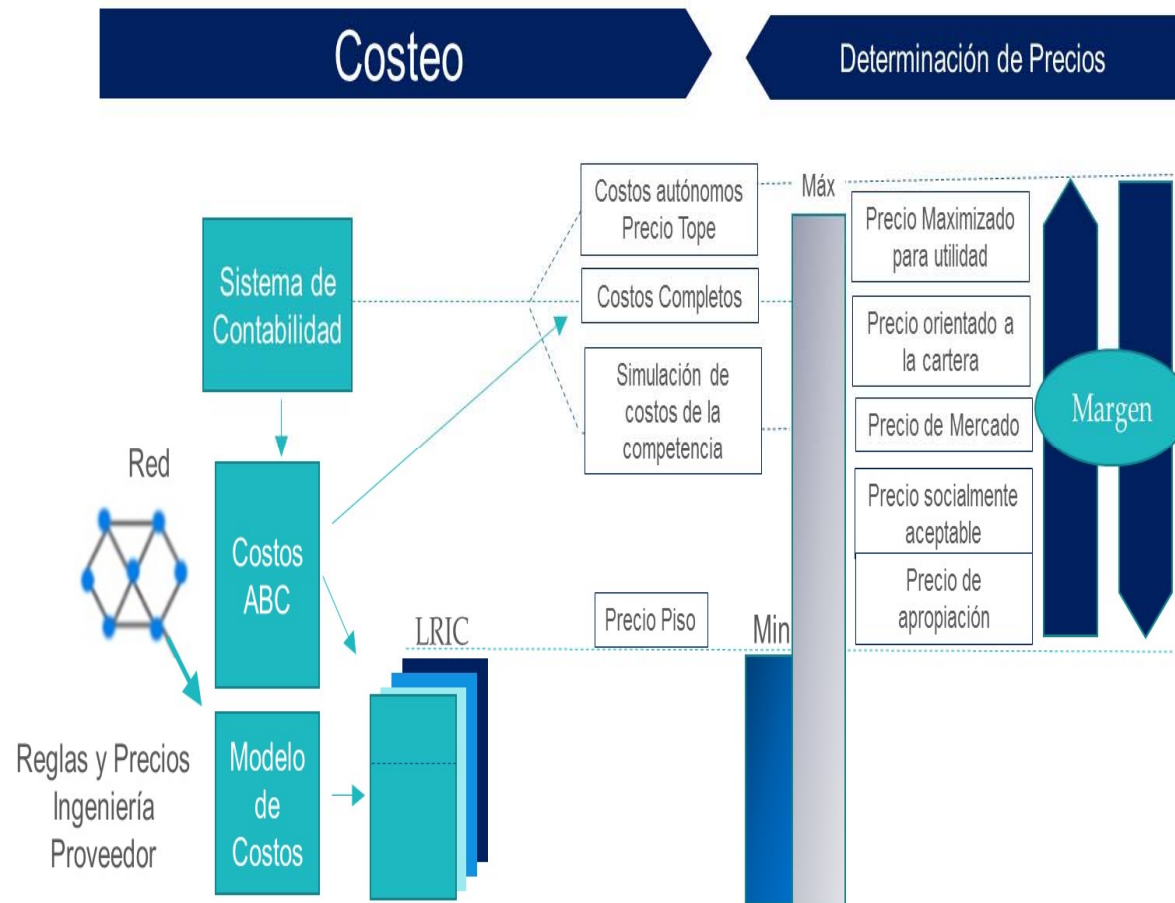 Costeo
Determinación de Precios
Sistema de
Contabilidad
Red
Costos
ABC
Reglas y Precios
Ingeniería
Proveedor
Modelo
de
Costos
LRIC
Costos autónomos
Precio Tope
Costos Completos
Simulación de
costos de la
competencia
Precio Piso
Máx
Min
Precio Maximizado
para utilidad
Precio orientado a
la cartera
Precio de Mercado
Precio socialmente
aceptable
Precio de
apropiación
Margen